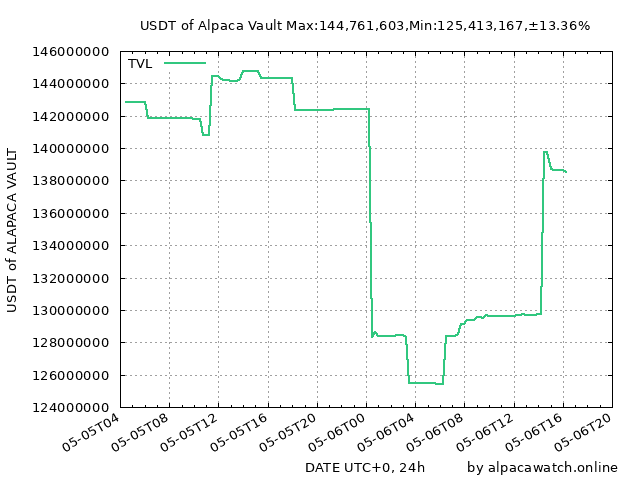 USDT of Alpaca Vault Max:144,761,603,Min:125,413,167,±13.36%
TVL
146000000
144000000
142000000
140000000
138000000
136000000
134000000
132000000
130000000
128000000
126000000
124000000
USDT of ALAPACA VAULT
05-05T04
05-05T08
05-05T12
05-05T16
05-05T20
05-06T00
05-06T04
05-06T08
05-06T12
05-06T16
05-06T20
DATE UTC+0, 24h
by alpacawatch.online